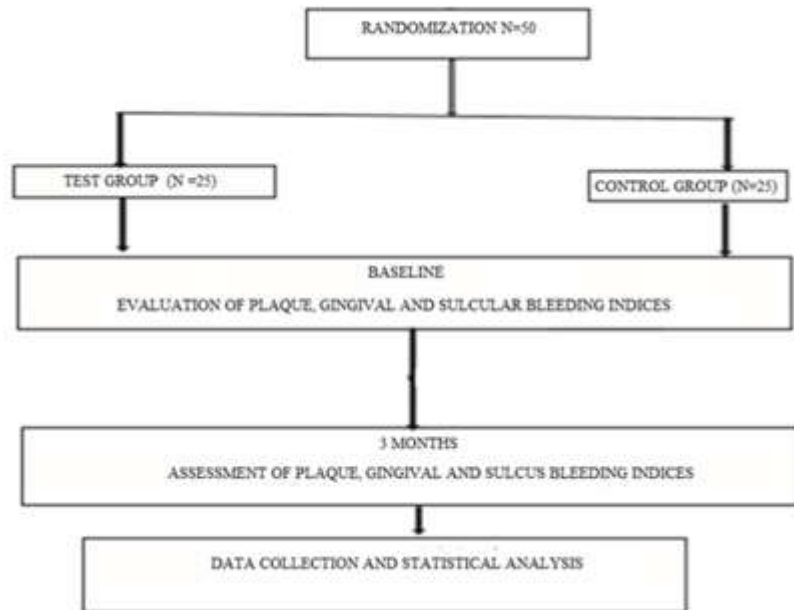 RANDOMIZATION N=50
TEST GROUP (N =25)
CONTROL GROUP (N=25)
BASELINE
EVALUATION OF PLAQUE, GINGIVAL AND SULCULAR BLEEDING INDICES
3 MONTHS
ASSESSMENT OF PLAQUE, GINGIVAL AND SULCUS BLEEDING INDICES
DATA COLLECTION AND STATISTICAL ANALYSIS